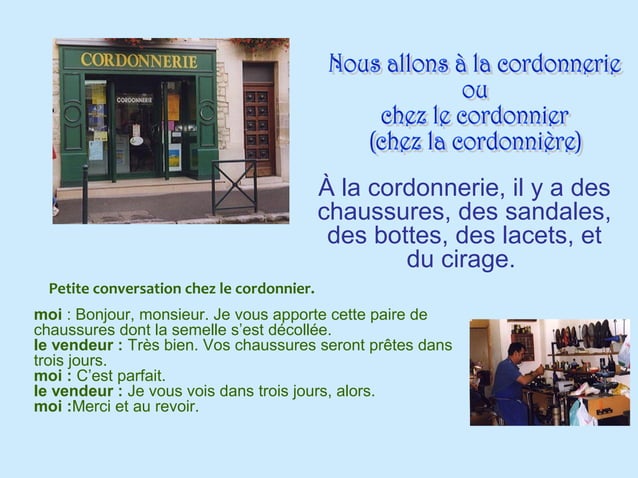 CORDONNERIE
CORDONNERIE
Nous allons à la cordonnerie
ou
chez le cordonnier
(chez la cordonnière)
À la cordonnerie, il y a des
chaussures, des sandales,
des bottes, des lacets, et
du cirage.
Petite conversation chez le cordonnier.
moi : Bonjour, monsieur. Je vous apporte cette paire de
chaussures dont la semelle s’est décollée.
le vendeur : Très bien. Vos chaussures seront prêtes dans
trois jours.
moi : C’est parfait.
le vendeur : Je vous vois dans trois jours, alors.
moi :Merci et au revoir.